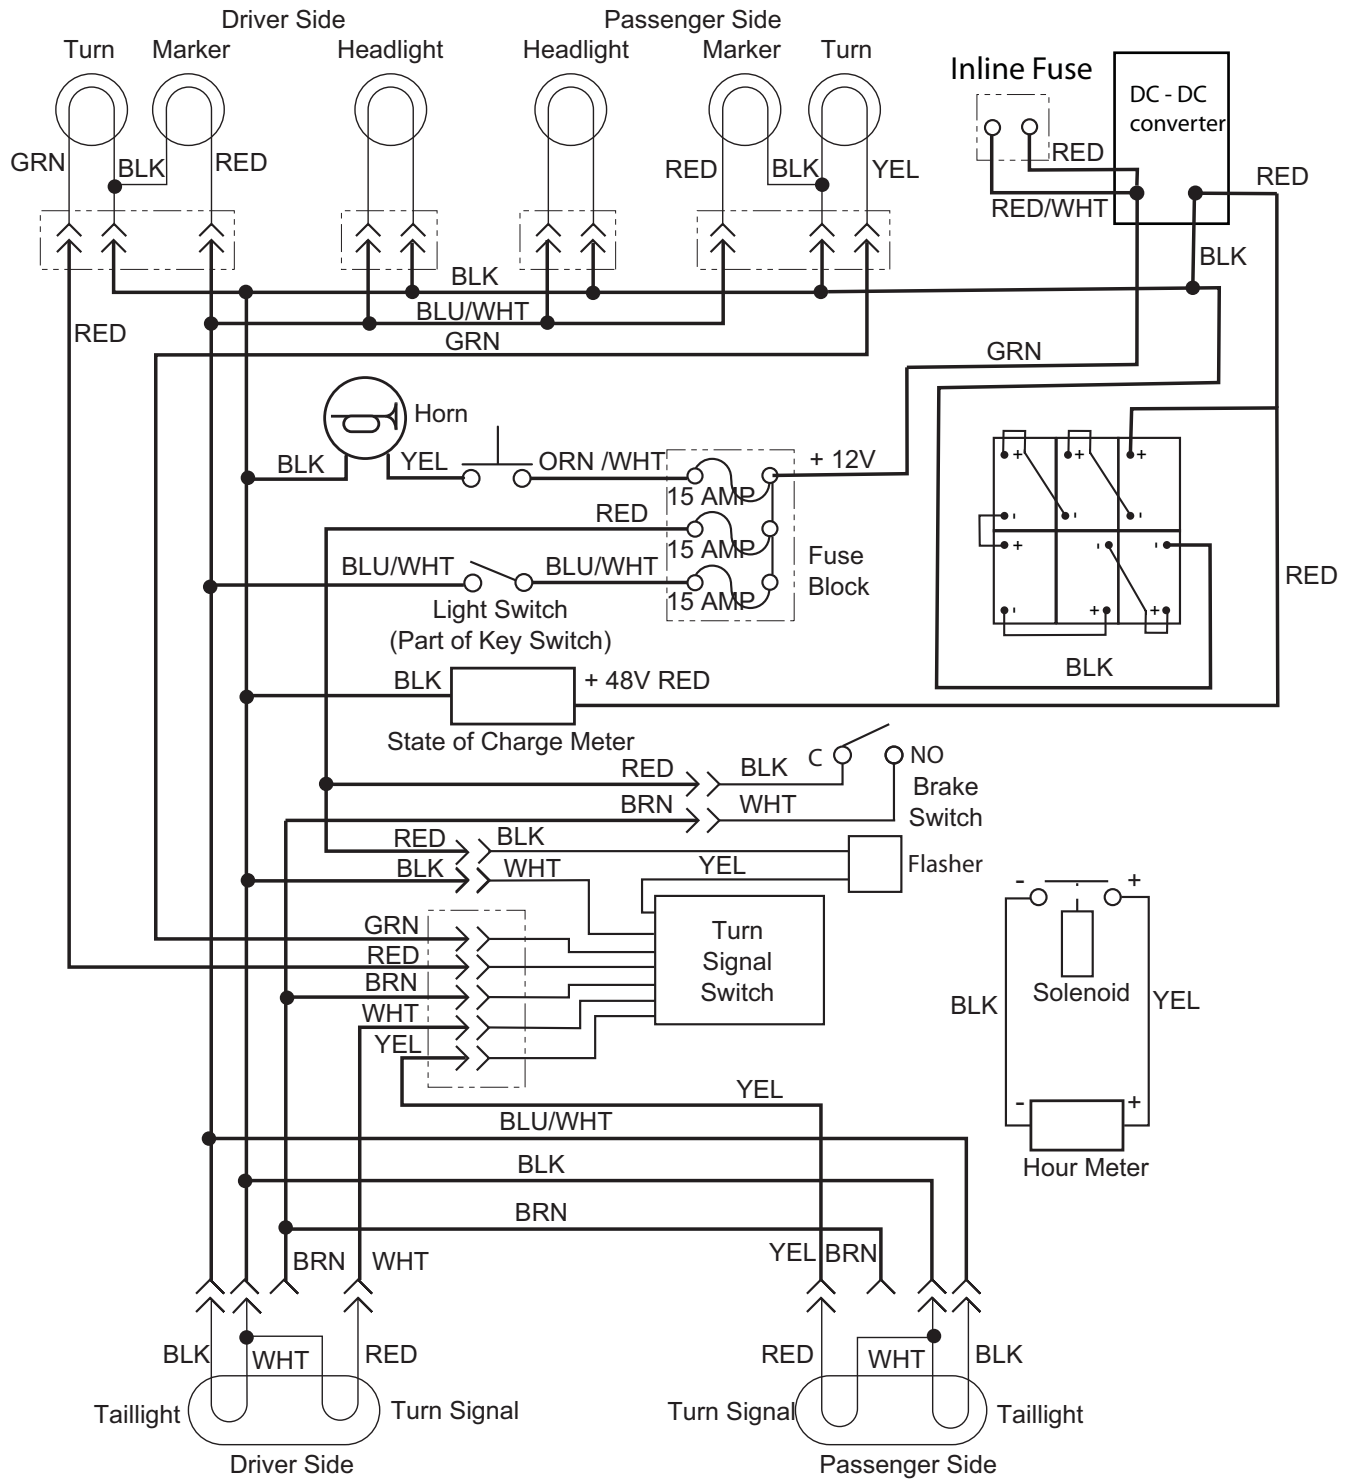 Driver Side
Passenger Side
Turn
Marker
Headlight
Headlight
Marker
Turn
Inline Fuse
DC - DC
converter
GRN
BLK
RED
RED
BLK
YEL
RED
RED/WHT
RED
BLK
BLK
BLU/WHT
RED
GRN
GRN
Horn
BLK
YEL
ORN /WHT
+ 12V
15 AMP
RED
15 AMP
Fuse
Block
BLU/WHT
BLU/WHT
15 AMP
Light Switch
(Part of Key Switch)
+
+
+
-
-
-
+
-
-
-
+
+
RED
BLK
BLK
+ 48V RED
State of Charge Meter
C
NO
RED
BLK
Brake
Switch
BRN
WHT
RED
BLK
Flasher
BLK
WHT
YEL
GRN
RED
BRN
WHT
YEL
Turn
Signal
Switch
-
+
Solenoid
BLK
YEL
-
+
Hour Meter
YEL
BLU/WHT
BLK
BRN
BRN
WHT
YEL
BRN
BLK
WHT
RED
RED
WHT
BLK
Taillight
Turn Signal
Turn Signal
Taillight
Driver Side
Passenger Side